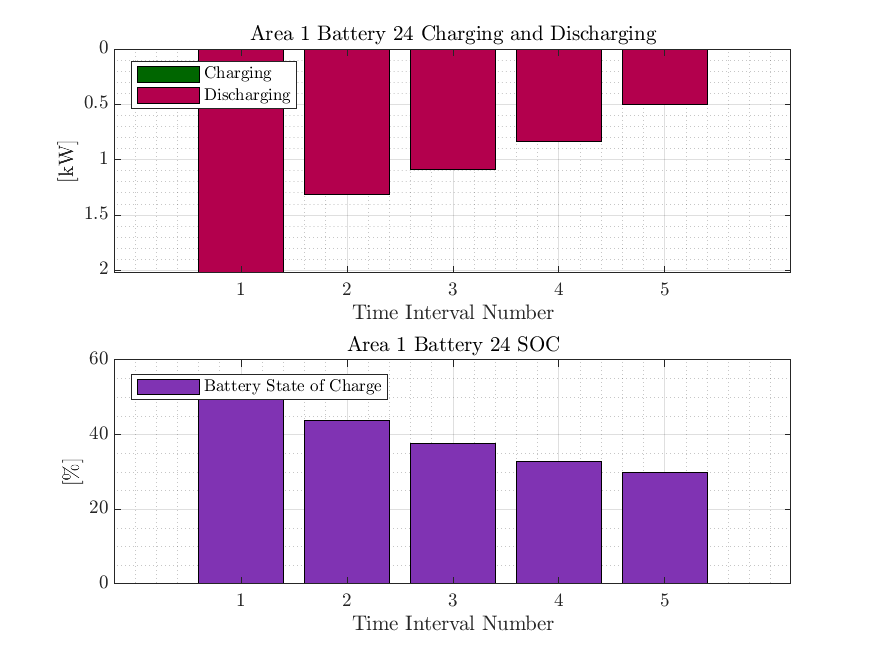 Area 1 Battery 24 Charging and Discharging
0
Charging
Discharging
0.5
[kW]
1
1.5
2
1 2 3 4 5
Time Interval Number
Area 1 Battery 24 SOC
60
Battery State of Charge
40
[%]
20
0
1 2 3 4 5
Time Interval Number